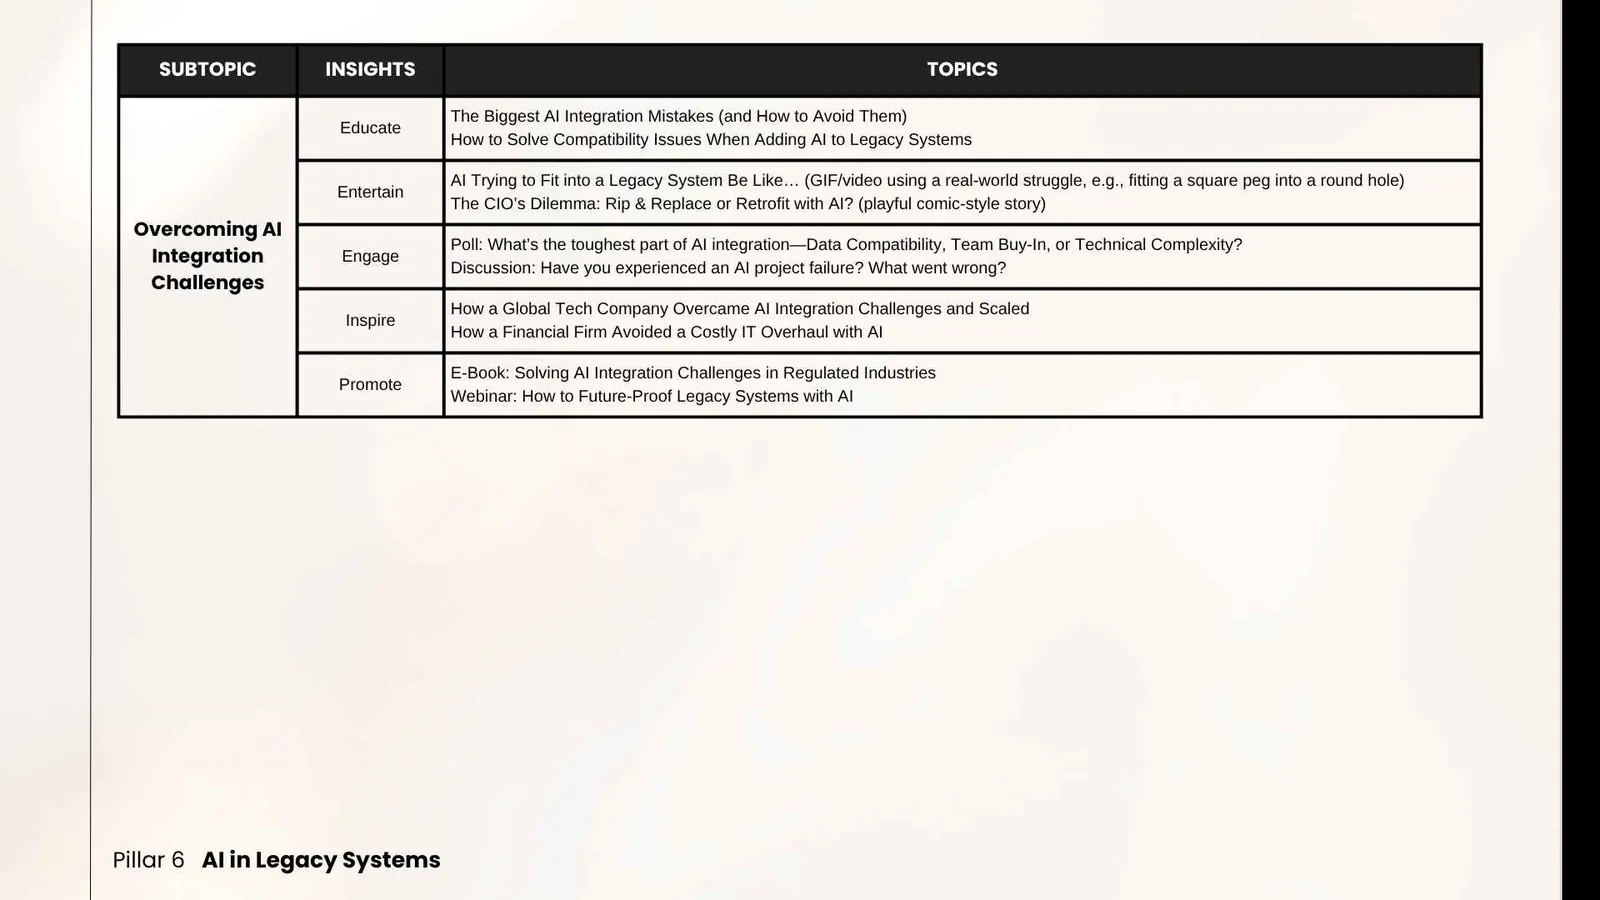 SUBTOPIC INSIGHTS TOPICS
Overcoming AI
Integration
Challenges
Educate
The Biggest AI Integration Mistakes (and How to Avoid Them)
How to Solve Compatibility Issues When Adding AI to Legacy Systems
Entertain
AI Trying to Fit into a Legacy System Be Like… (GIF/video using a real-world struggle, e.g., fitting a square peg into a round hole)
The CIO’s Dilemma: Rip & Replace or Retrofit with AI? (playful comic-style story)
Engage
Poll: What’s the toughest part of AI integration—Data Compatibility, Team Buy-In, or Technical Complexity?
Discussion: Have you experienced an AI project failure? What went wrong?
Inspire
How a Global Tech Company Overcame AI Integration Challenges and Scaled
How a Financial Firm Avoided a Costly IT Overhaul with AI
Promote
E-Book: Solving AI Integration Challenges in Regulated Industries
Webinar: How to Future-Proof Legacy Systems with AI
Pillar 6 AI in Legacy Systems